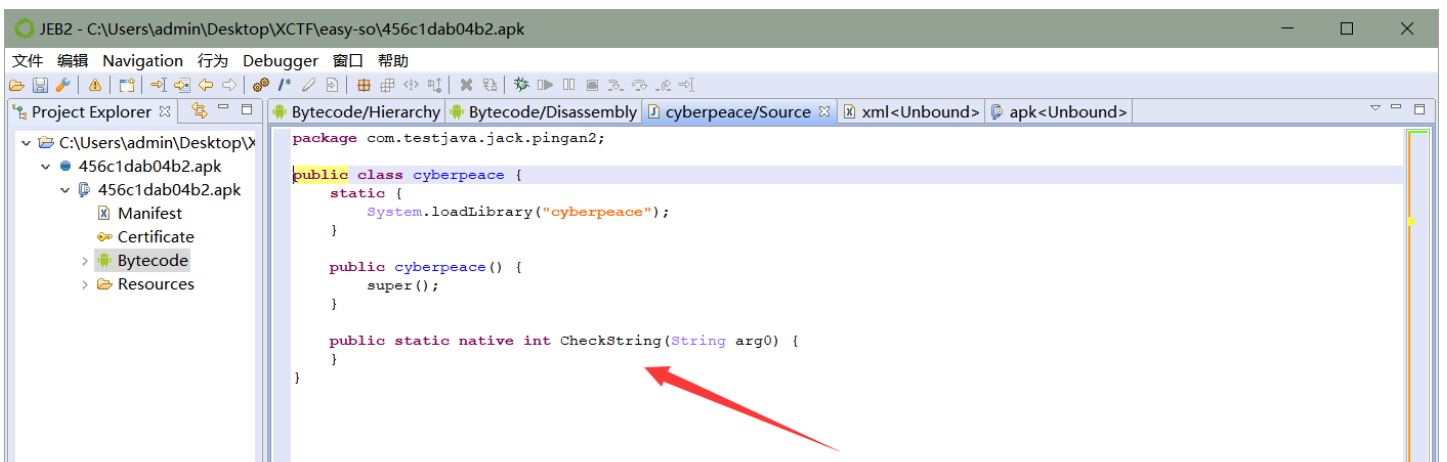 JEB2 - C:\Users\admin\Desktop\XCTF\easy-so\456c1dab04b2.apk
文件 编辑 Navigation 行为 Debugger 窗口 帮助
Project Explorer
Bytecode/Hierarchy Bytecode/Disassembly cyberpeace/Source xml<Unbound> apk<Unbound>
C:\Users\admin\Desktop\X
456c1dab04b2.apk
456c1dab04b2.apk
Manifest
Certificate
Bytecode
Resources
package com.testjava.jack.pingan2;
public class cyberpeace {
static {
System.loadLibrary("cyberpeace");
}
public cyberpeace() {
super();
}
public static native int CheckString(String arg0) {
}
}